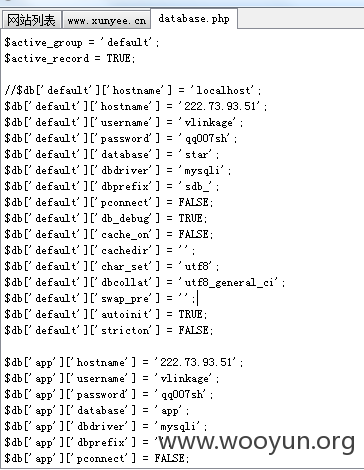 网站列表 www.xunyee.cn database.php
$active_group = 'default';
$active_record = TRUE;
//$db['default']['hostname'] = 'localhost';
$db['default']['hostname'] = '222.73.93.51';
$db['default']['username'] = 'vlinkage';
$db['default']['password'] = 'qq007sh';
$db['default']['database'] = 'star';
$db['default']['dbdriver'] = 'mysqli';
$db['default']['dbprefix'] = 'sdb_';
$db['default']['pconnect'] = FALSE;
$db['default']['db_debug'] = TRUE;
$db['default']['cache_on'] = FALSE;
$db['default']['cachedir'] = '';
$db['default']['char_set'] = 'utf8';
$db['default']['dbcollat'] = 'utf8_general_ci';
$db['default']['swap_pre'] = '';
$db['default']['autoinit'] = TRUE;
$db['default']['stricton'] = FALSE;
$db['app']['hostname'] = '222.73.93.51';
$db['app']['username'] = 'vlinkage';
$db['app']['password'] = 'qq007sh';
$db['app']['database'] = 'app';
$db['app']['dbdriver'] = 'mysqli';
$db['app']['dbprefix'] = '
$db['app']['pconnect'] = FALSE;
www.wooyun.org